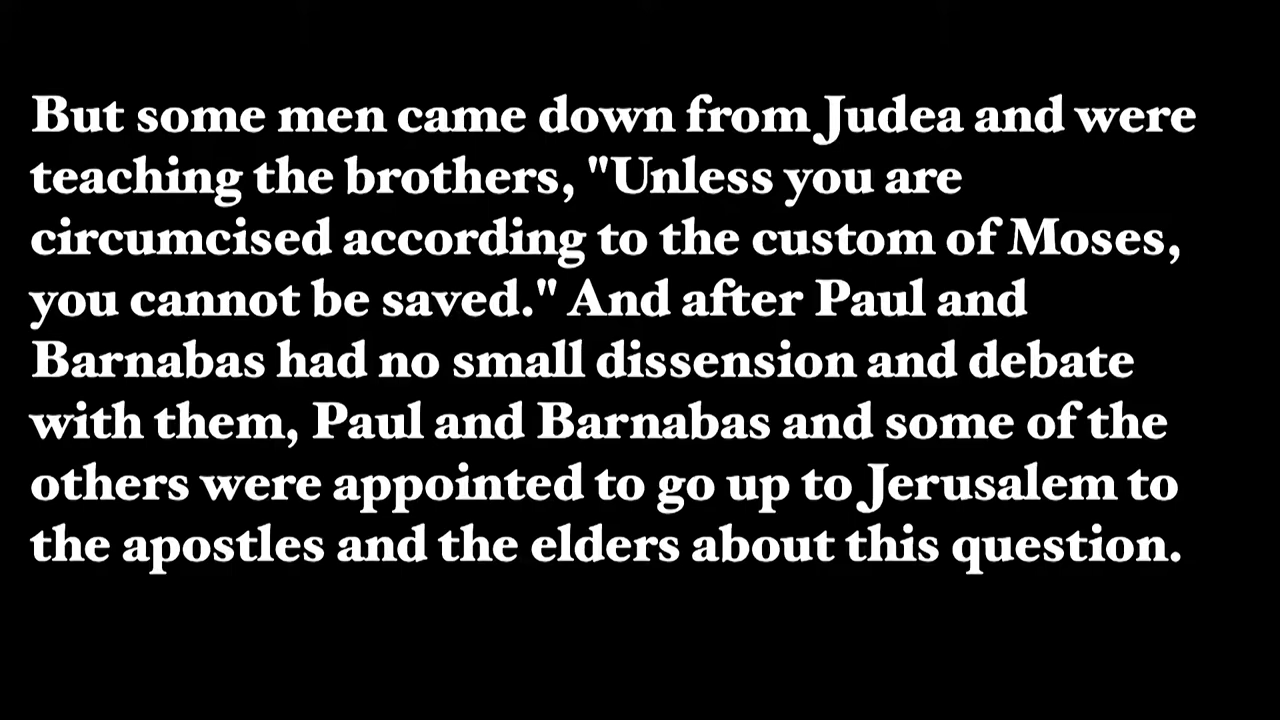 But some men came down from Judea and were
teaching the brothers, "Unless you are
circumcised according to the custom of Moses,
you cannot be saved." And after Paul and
Barnabas had no small dissension and debate
with them, Paul and Barnabas and some of the
others were appointed to go up to Jerusalem to
the apostles and the elders about this question.